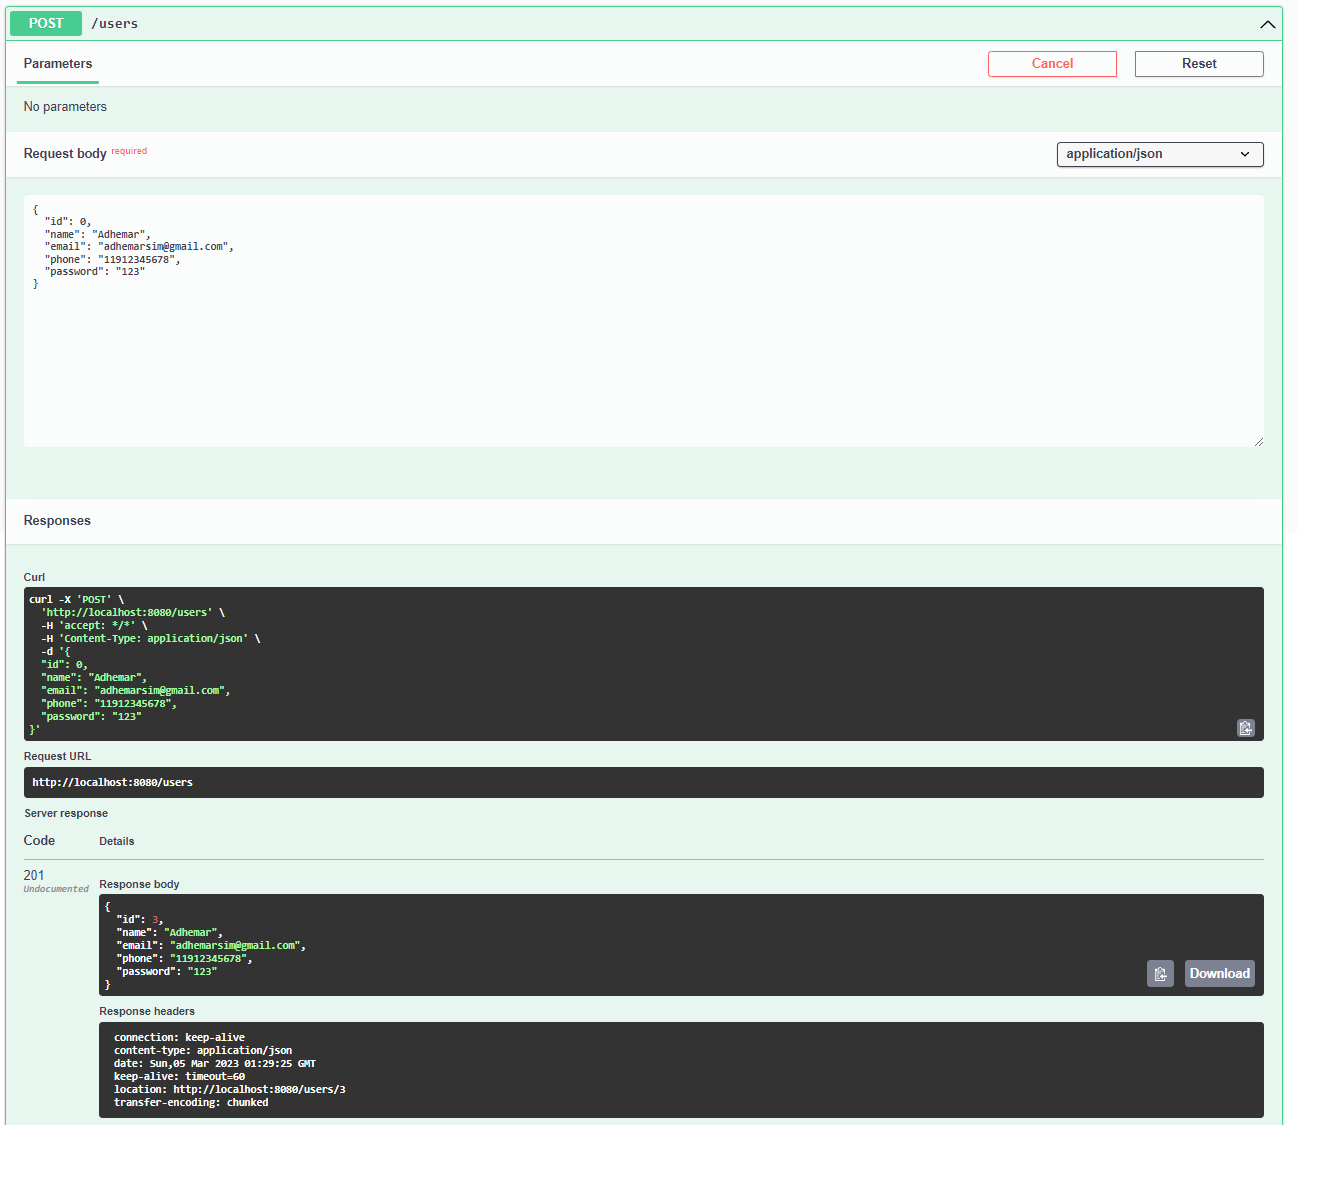 POST /users
Parameters
Cancel
Reset
No parameters
Request body required
application/json
{
  "id": 0,
  "name": "Adhemar",
  "email": "adhemarsim@gmail.com",
  "phone": "11912345678",
  "password": "123"
}
Responses
Curl
curl -X 'POST' \
  'http://localhost:8080/users' \
  -H 'accept: */*' \
  -H 'Content-Type: application/json' \
  -d '{
  "id": 0,
  "name": "Adhemar",
  "email": "adhemarsim@gmail.com",
  "phone": "11912345678",
  "password": "123"
}'
Request URL
http://localhost:8080/users
Server response
Code Details
201
Undocumented
Response body
{
  "id": 3,
  "name": "Adhemar",
  "email": "adhemarsim@gmail.com",
  "phone": "11912345678",
  "password": "123"
}
Download
Response headers
connection: keep-alive
content-type: application/json
date: Sun,05 Mar 2023 01:29:25 GMT
keep-alive: timeout=60
location: http://localhost:8080/users/3
transfer-encoding: chunked